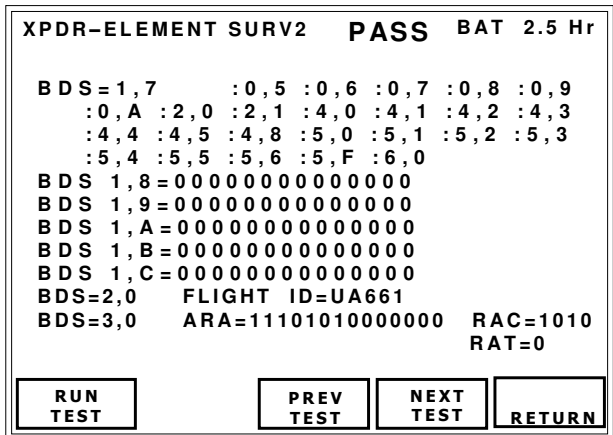 XPDR–ELEMENT SURV2 PASS BAT 2.5 Hr
BDS=1,7 :0,5 :0,6 :0,7 :0,8 :0,9
:0,A :2,0 :2,1 :4,0 :4,1 :4,2 :4,3
:4,4 :4,5 :4,8 :5,0 :5,1 :5,2 :5,3
:5,4 :5,5 :5,6 :5,F :6,0
BDS 1,8=00000000000000
BDS 1,9=00000000000000
BDS 1,A=00000000000000
BDS 1,B=00000000000000
BDS 1,C=00000000000000
BDS=2,0 FLIGHT ID=UA661
BDS=3,0 ARA=11101010000000 RAC=1010
RAT=0
RUN TEST
PREV TEST
NEXT TEST
RETURN